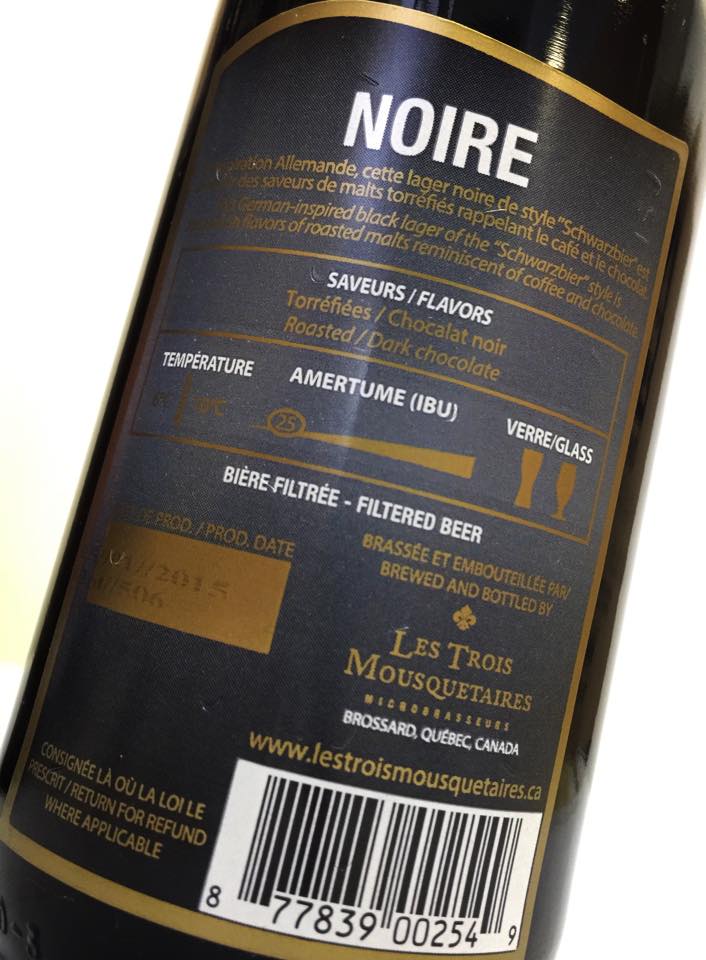 NOIRE
Allemande, cette lager noire de style "Schwarzbier" est
des saveurs de malts torréfiés rappelant le café et le chocolat.
German-inspired black lager of the "Schwarzbier" style is
flavors of roasted malts reminiscent of coffee and chocolate.
SAVEURS / FLAVORS
Torréfiées / Chocalat noir
Roasted / Dark chocolate
TEMPÉRATURE
AMERTUME (IBU)
25
VERRE/GLASS
BIÈRE FILTRÉE - FILTERED BEER
PROD. / PROD. DATE
/2015
BRASSÉE ET EMBOUTEILLÉE PAR/
BREWED AND BOTTLED BY
LES TROIS
MOUSQUETAIRES
MICROBRASSEURS
BROSSARD, QUÉBEC, CANADA
www.lestroismousquetaires.ca
CONSIGNÉE LÀ OÙ LA LOI LE
PRESCRIT / RETURN FOR REFUND
WHERE APPLICABLE
8 77839 00254 9